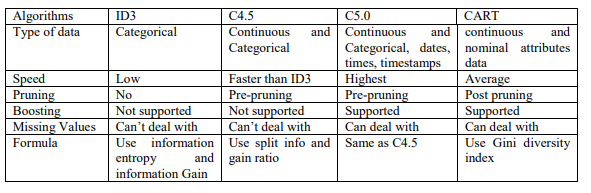 Algorithms ID3 C4.5 C5.0 CART
Type of data Categorical Continuous and Continuous and continuous and
Categorical Categorical, dates, nominal attributes
times, timestamps data
Speed Low Faster than ID3 Highest Average
Pruning No Pre-pruning Pre-pruning Post pruning
Boosting Not supported Not supported Supported Supported
Missing Values Can’t deal with Can’t deal with Can deal with Can deal with
Formula Use information Use split info and Same as C4.5 Use Gini diversity
entropy and gain ratio index
information Gain